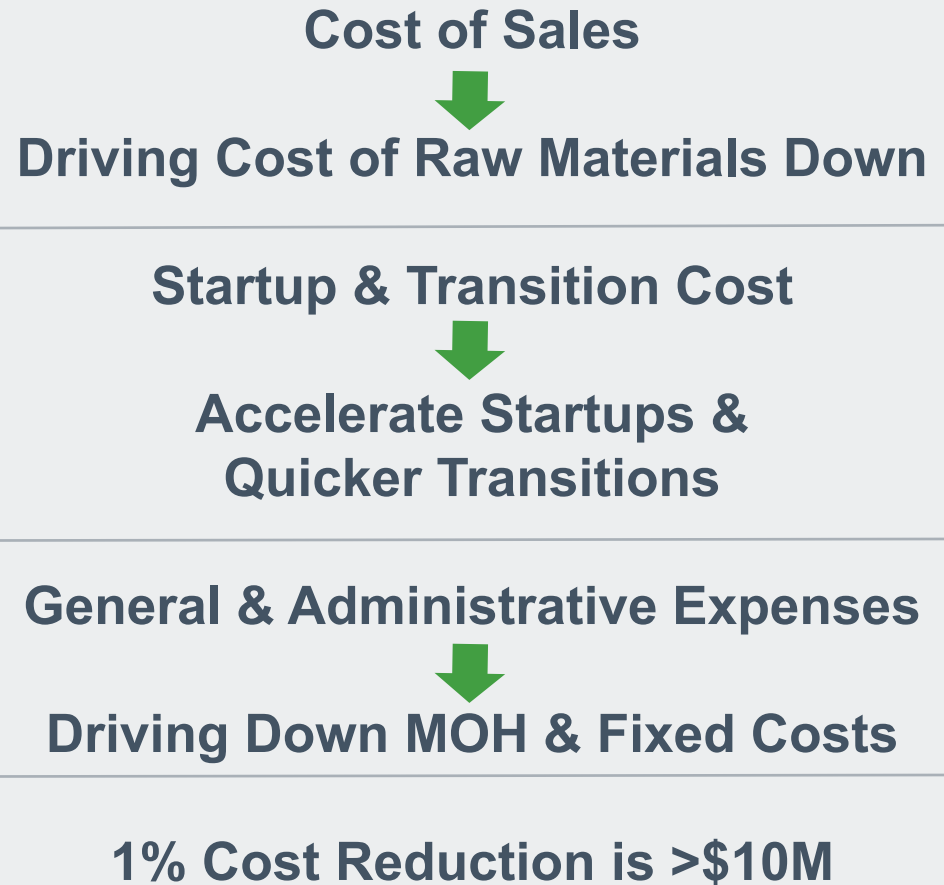 Cost of Sales
Driving Cost of Raw Materials Down
Startup & Transition Cost
Accelerate Startups &
Quicker Transitions
General & Administrative Expenses
Driving Down MOH & Fixed Costs
1% Cost Reduction is >$10M